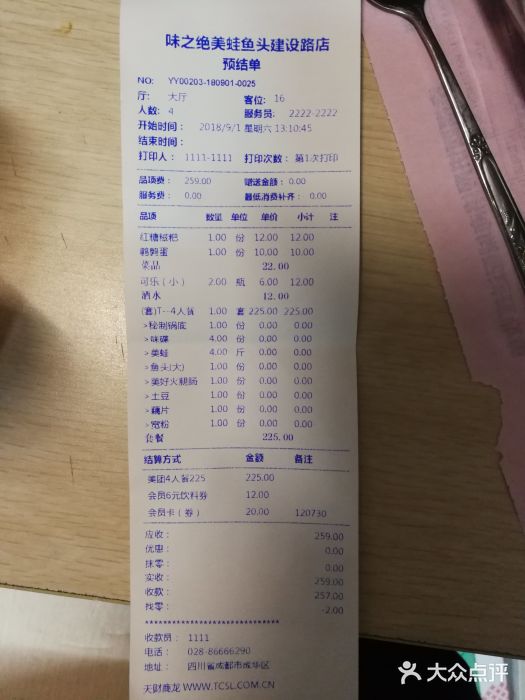 味之绝美蛙鱼头建设路店
预结单
NO: YY00203-180901-0025
厅: 大厅 客位: 16
人数: 4 服务员: 2222-2222
开始时间: 2018/9/1 星期六 13:10:45
结束时间:
打印人: 1111-1111 打印次数: 第1次打印
品项费: 259.00 赠送金额: 0.00
服务费: 0.00 最低消费补齐: 0.00
品项 数量 单位 单价 小计 注
红糖糍粑 1.00 份 12.00 12.00
鹌鹑蛋 1.00 份 10.00 10.00
菜品 22.00
可乐(小) 2.00 瓶 6.00 12.00
酒水 12.00
(套)T--4人餐 1.00 套 225.00 225.00
>秘制锅底 1.00 份 0.00 0.00
>味碟 4.00 份 0.00 0.00
>美蛙 4.00 斤 0.00 0.00
>鱼头(大) 1.00 份 0.00 0.00
>美好火腿肠 1.00 份 0.00 0.00
>土豆 1.00 份 0.00 0.00
>藕片 1.00 份 0.00 0.00
>宽粉 1.00 份 0.00 0.00
套餐 225.00
结算方式 金额 备注
美团4人餐225 225.00
会员6元饮料券 12.00
会员卡(券) 20.00 120730
应收: 259.00
优惠: 0.00
抹零: 0.00
实收: 259.00
收款: 257.00
找零: -2.00
******************************
收款员: 1111
电话: 028-86666290
地址: 四川省成都市成华区
天财商龙 WWW.TCSL.COM.CN
大众点评